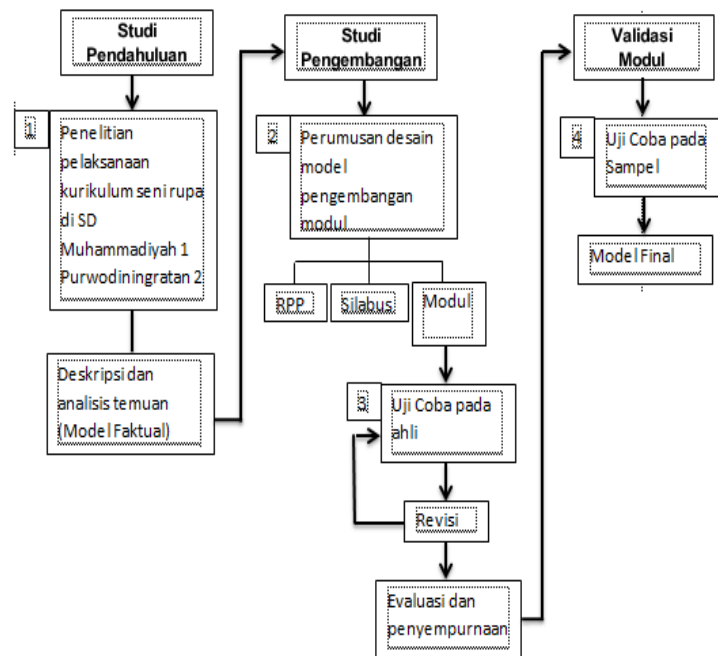 Studi
Pendahuluan
1
Penelitian
pelaksanaan
kurikulum seni rupa
di SD
Muhammadiyah 1
Purwodiningratan 2
Deskripsi dan
analisis temuan
(Model Faktual)
Studi
Pengembangan
2
Perumusan desain
model
pengembangan
modul
RPP
Silabus
Modul
3
Uji Coba pada
ahli
Revisi
Evaluasi dan
penyempurnaan
Validasi
Modul
4
Uji Coba pada
Sampel
Model Final